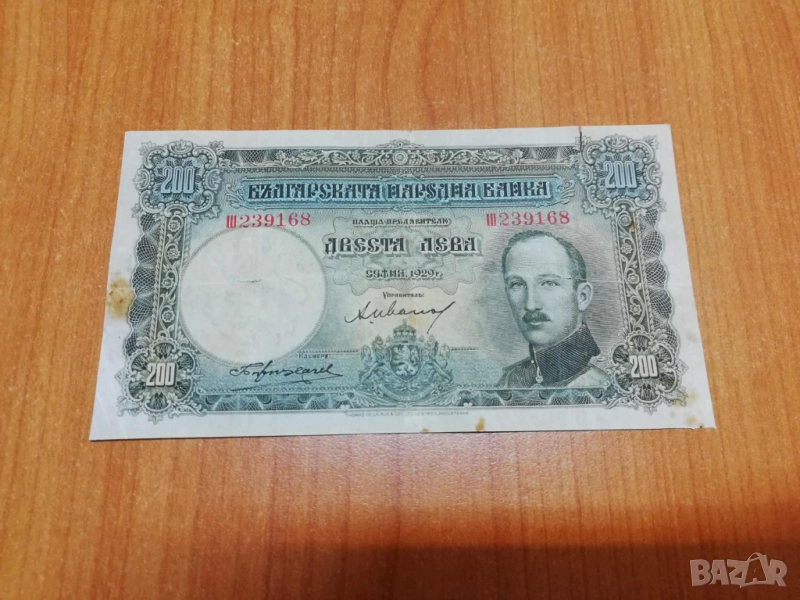 200 200
БЪЛГАРСКАТА НАРОДНА БАНКА
Ш 239168 ПЛАЩА ПРЕДЯВИТЕЛЮ Ш 239168
ДВЕСТА ЛЕВА
СОФИЯ, 1929 г.
Управитель:
КАСИЕРЪ:
200 200
BAZAR